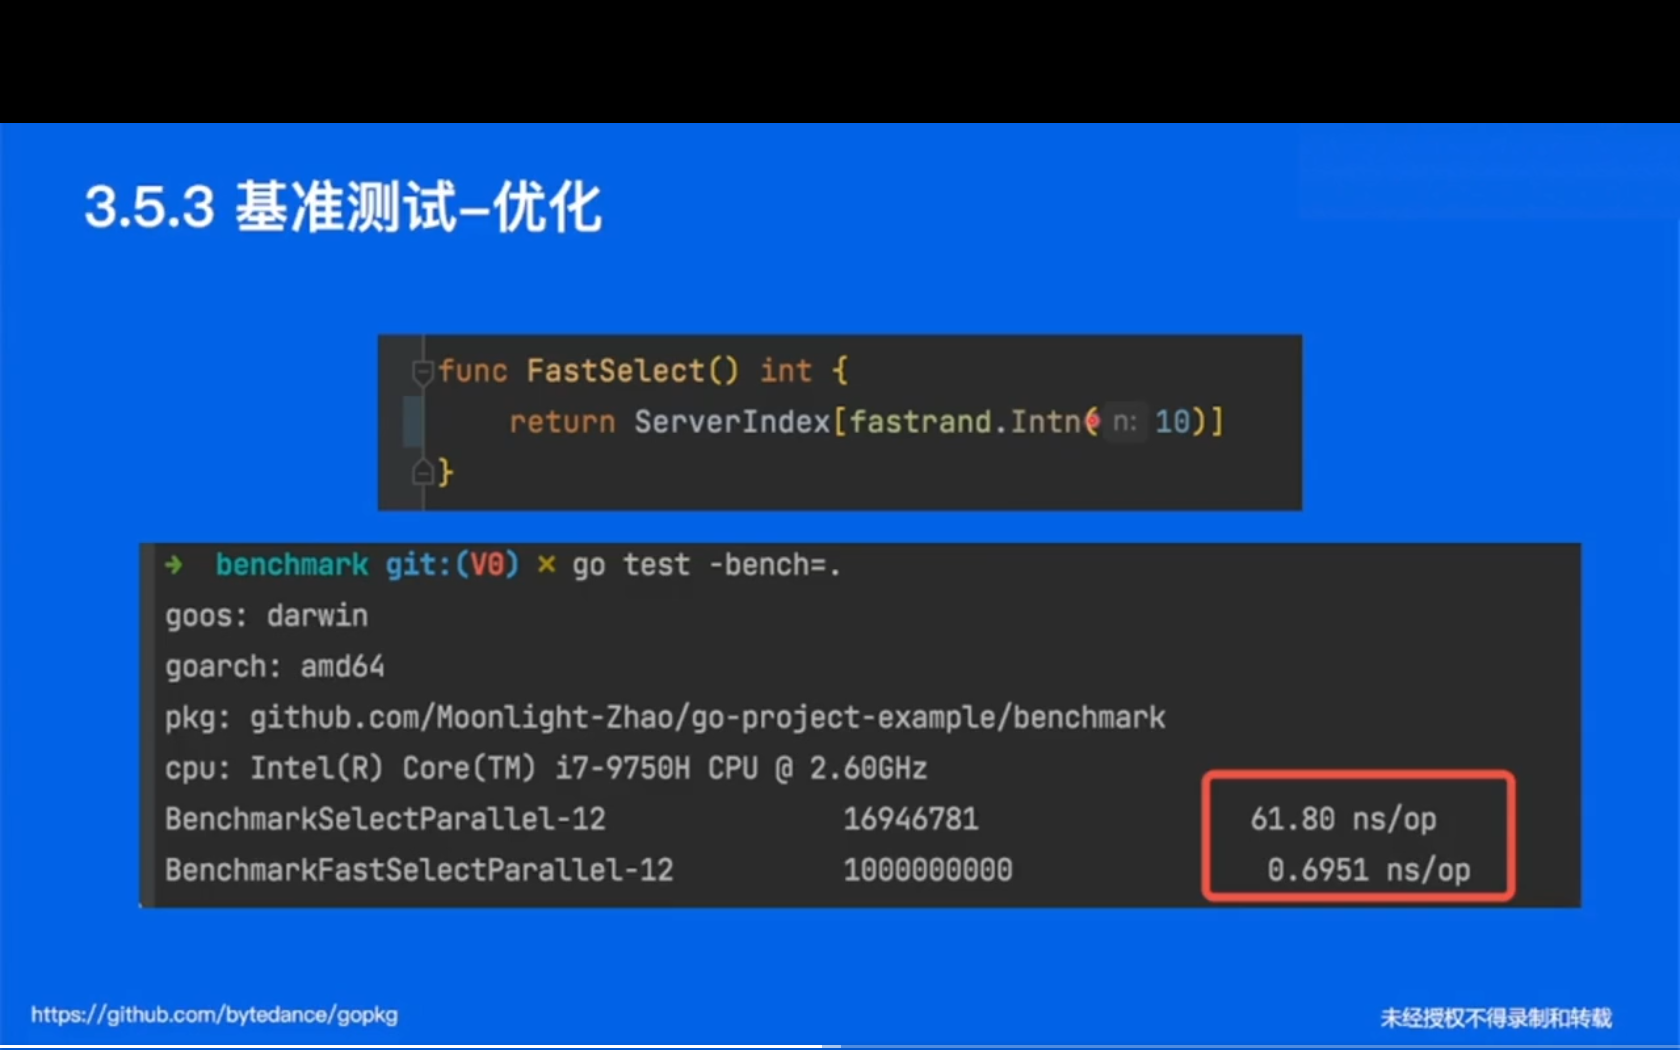 3.5.3 基准测试-优化
func FastSelect() int {
return ServerIndex[fastrand.Intn( n: 10)]
}
→ benchmark git:(V0) × go test -bench=.
goos: darwin
goarch: amd64
pkg: github.com/Moonlight-Zhao/go-project-example/benchmark
cpu: Intel(R) Core(TM) i7-9750H CPU @ 2.60GHz
BenchmarkSelectParallel-12 16946781 61.80 ns/op
BenchmarkFastSelectParallel-12 1000000000 0.6951 ns/op
https://github.com/bytedance/gopkg
未经授权不得录制和转载